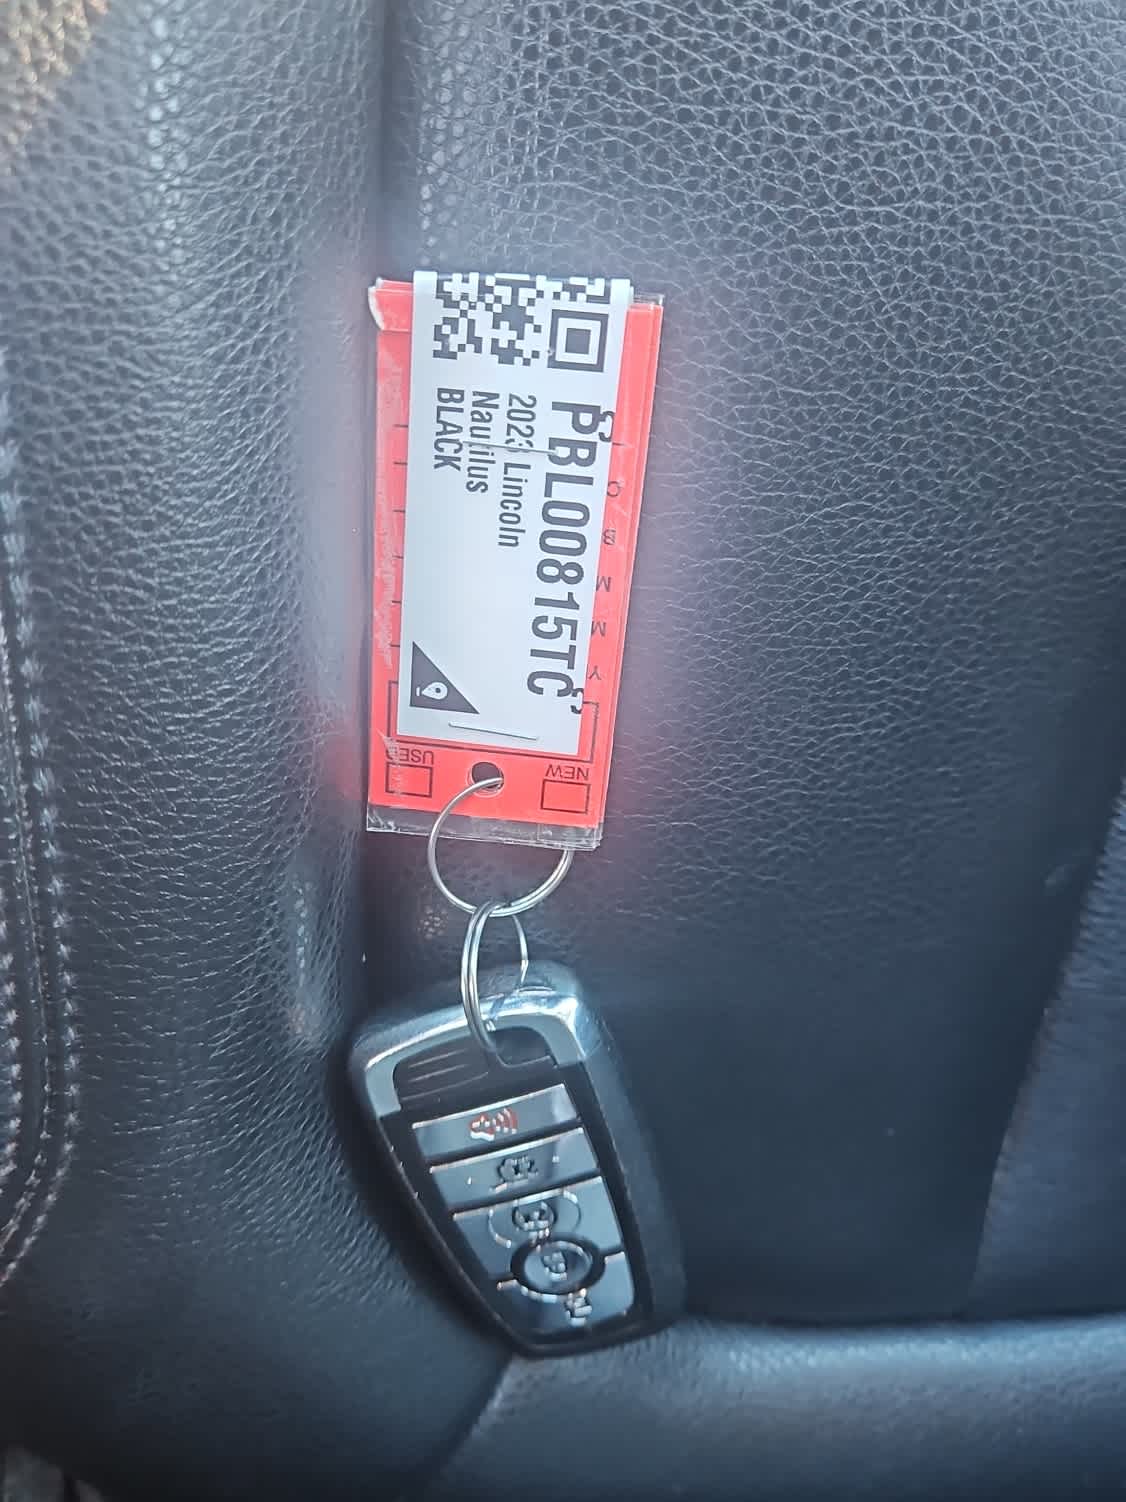 PBL00815TC
2023 Lincoln
Nautilus
BLACK
NEW
USED